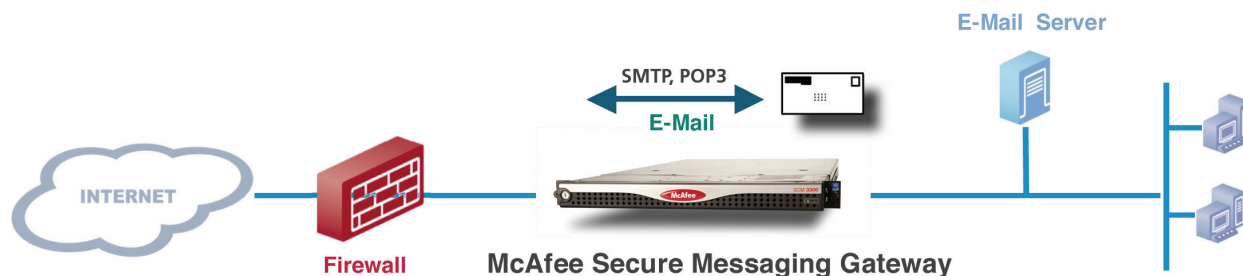 E-Mail Server
SMTP, POP3
E-Mail
INTERNET
McAfee
SCM 3000
Firewall
McAfee Secure Messaging Gateway